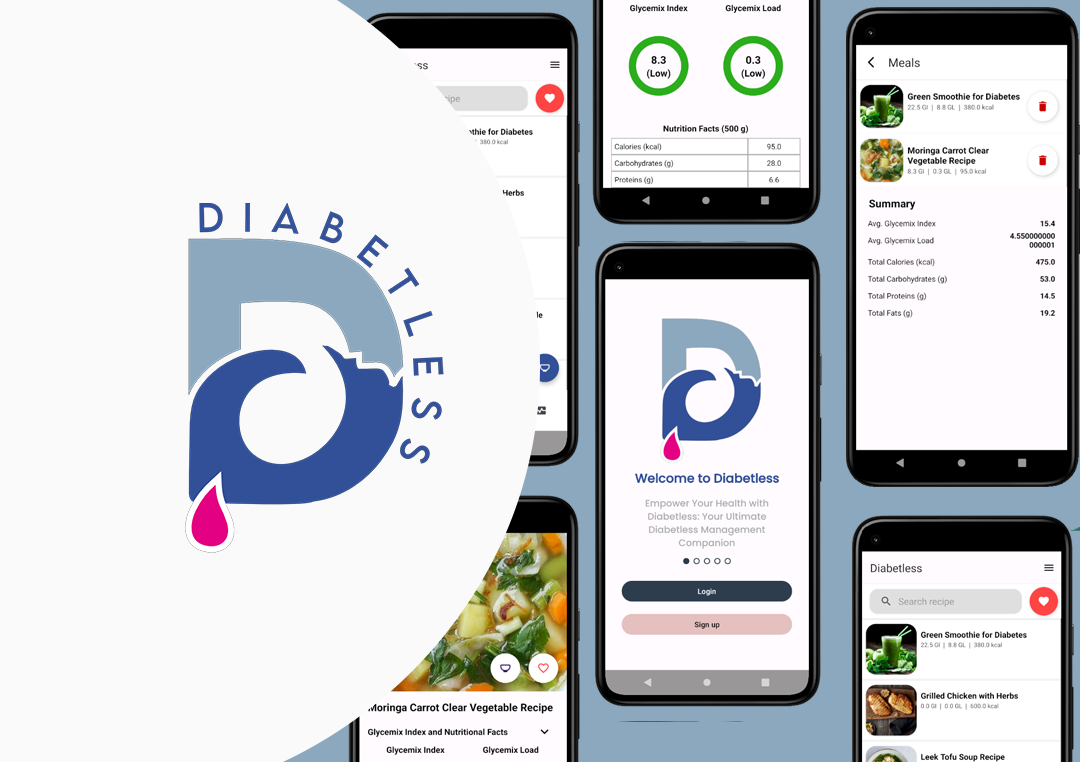 DIABETLESS
ess
ipe
thie for Diabetes
380.0 kcal
Herbs
le
Moringa Carrot Clear Vegetable Recipe
Glycemix Index and Nutritional Facts
Glycemix Index Glycemix Load
Glycemix Index Glycemix Load
8.3 0.3
(Low) (Low)
Nutrition Facts (500 g)
Calories (kcal) 95.0
Carbohydrates (g) 28.0
Proteins (g) 6.6
Welcome to Diabetless
Empower Your Health with
Diabetless: Your Ultimate
Diabetless Management
Companion
Login
Sign up
Meals
Green Smoothie for Diabetes
22.5 GI | 8.8 GL | 380.0 kcal
Moringa Carrot Clear
Vegetable Recipe
8.3 GI | 0.3 GL | 95.0 kcal
Summary
Avg. Glycemix Index 15.4
Avg. Glycemix Load 4.550000000
000001
Total Calories (kcal) 475.0
Total Carbohydrates (g) 53.0
Total Proteins (g) 14.5
Total Fats (g) 19.2
Diabetless
Search recipe
Green Smoothie for Diabetes
22.5 GI | 8.8 GL | 380.0 kcal
Grilled Chicken with Herbs
0.0 GI | 0.0 GL | 600.0 kcal
Leek Tofu Soup Recipe